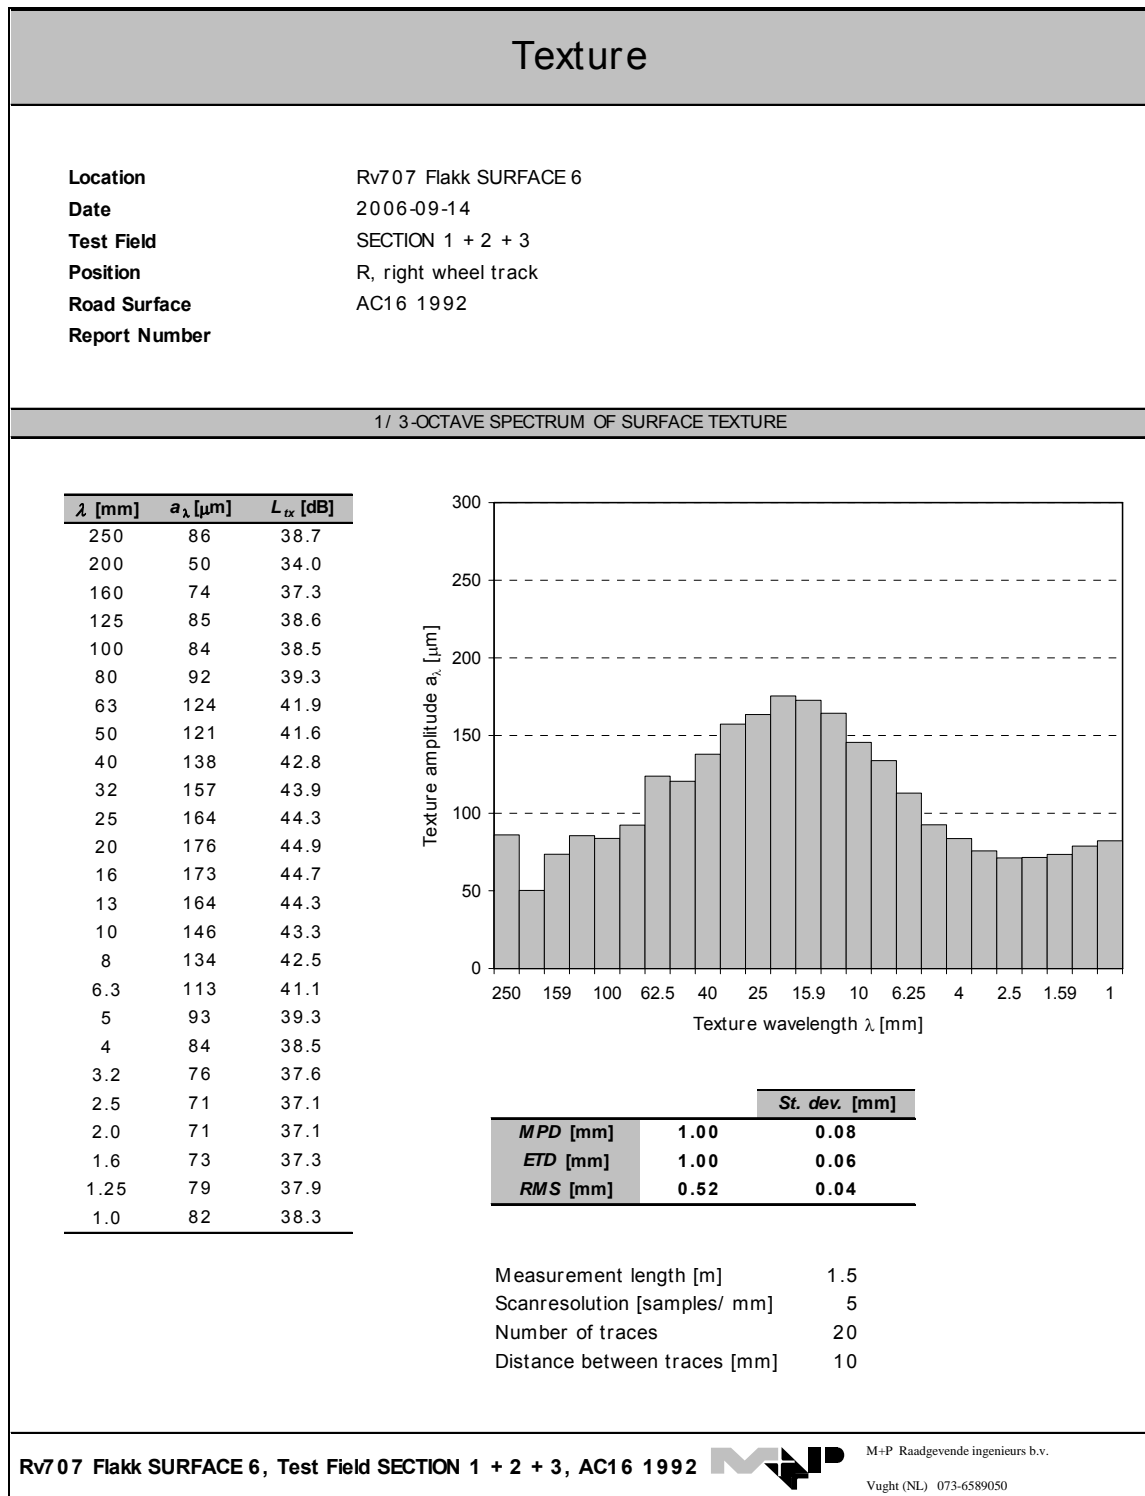 Texture
Location Rv707 Flakk SURFACE 6
Date 2006-09-14
Test Field SECTION 1 + 2 + 3
Position R, right wheel track
Road Surface AC16 1992
Report Number
1/ 3-OCTAVE SPECTRUM OF SURFACE TEXTURE
λ [mm] aλ [μm] Ltx [dB]
250 86 38.7
200 50 34.0
160 74 37.3
125 85 38.6
100 84 38.5
80 92 39.3
63 124 41.9
50 121 41.6
40 138 42.8
32 157 43.9
25 164 44.3
20 176 44.9
16 173 44.7
13 164 44.3
10 146 43.3
8 134 42.5
6.3 113 41.1
5 93 39.3
4 84 38.5
3.2 76 37.6
2.5 71 37.1
2.0 71 37.1
1.6 73 37.3
1.25 79 37.9
1.0 82 38.3
Texture amplitude aλ [μm]
300
250
200
150
100
50
0
250 159 100 62.5 40 25 15.9 10 6.25 4 2.5 1.59 1
Texture wavelength λ [mm]
St. dev. [mm]
MPD [mm] 1.00 0.08
ETD [mm] 1.00 0.06
RMS [mm] 0.52 0.04
Measurement length [m] 1.5
Scanresolution [samples/ mm] 5
Number of traces 20
Distance between traces [mm] 10
Rv707 Flakk SURFACE 6, Test Field SECTION 1 + 2 + 3, AC16 1992
M+P
M+P Raadgevende ingenieurs b.v.
Vught (NL) 073-6589050